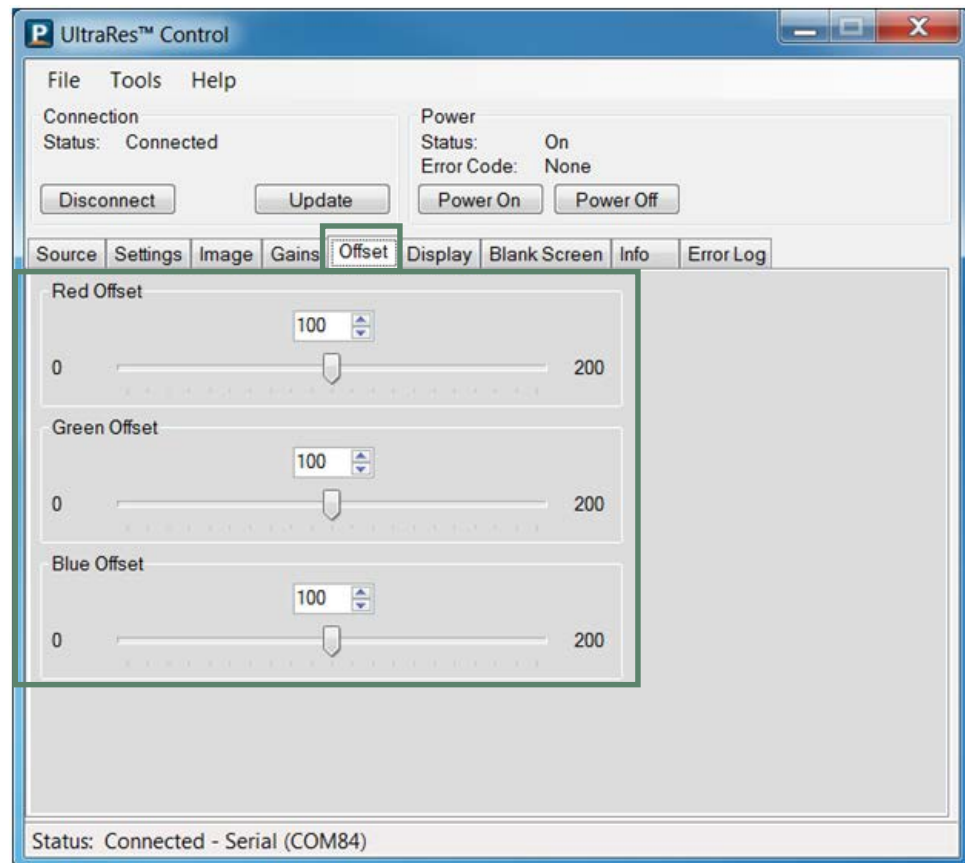 P UltraRes™ Control
File Tools Help
Connection
Status: Connected
Disconnect Update
Power
Status: On
Error Code: None
Power On Power Off
Source Settings Image Gains Offset Display Blank Screen Info Error Log
Red Offset
100
0 200
Green Offset
100
0 200
Blue Offset
100
0 200
Status: Connected - Serial (COM84)